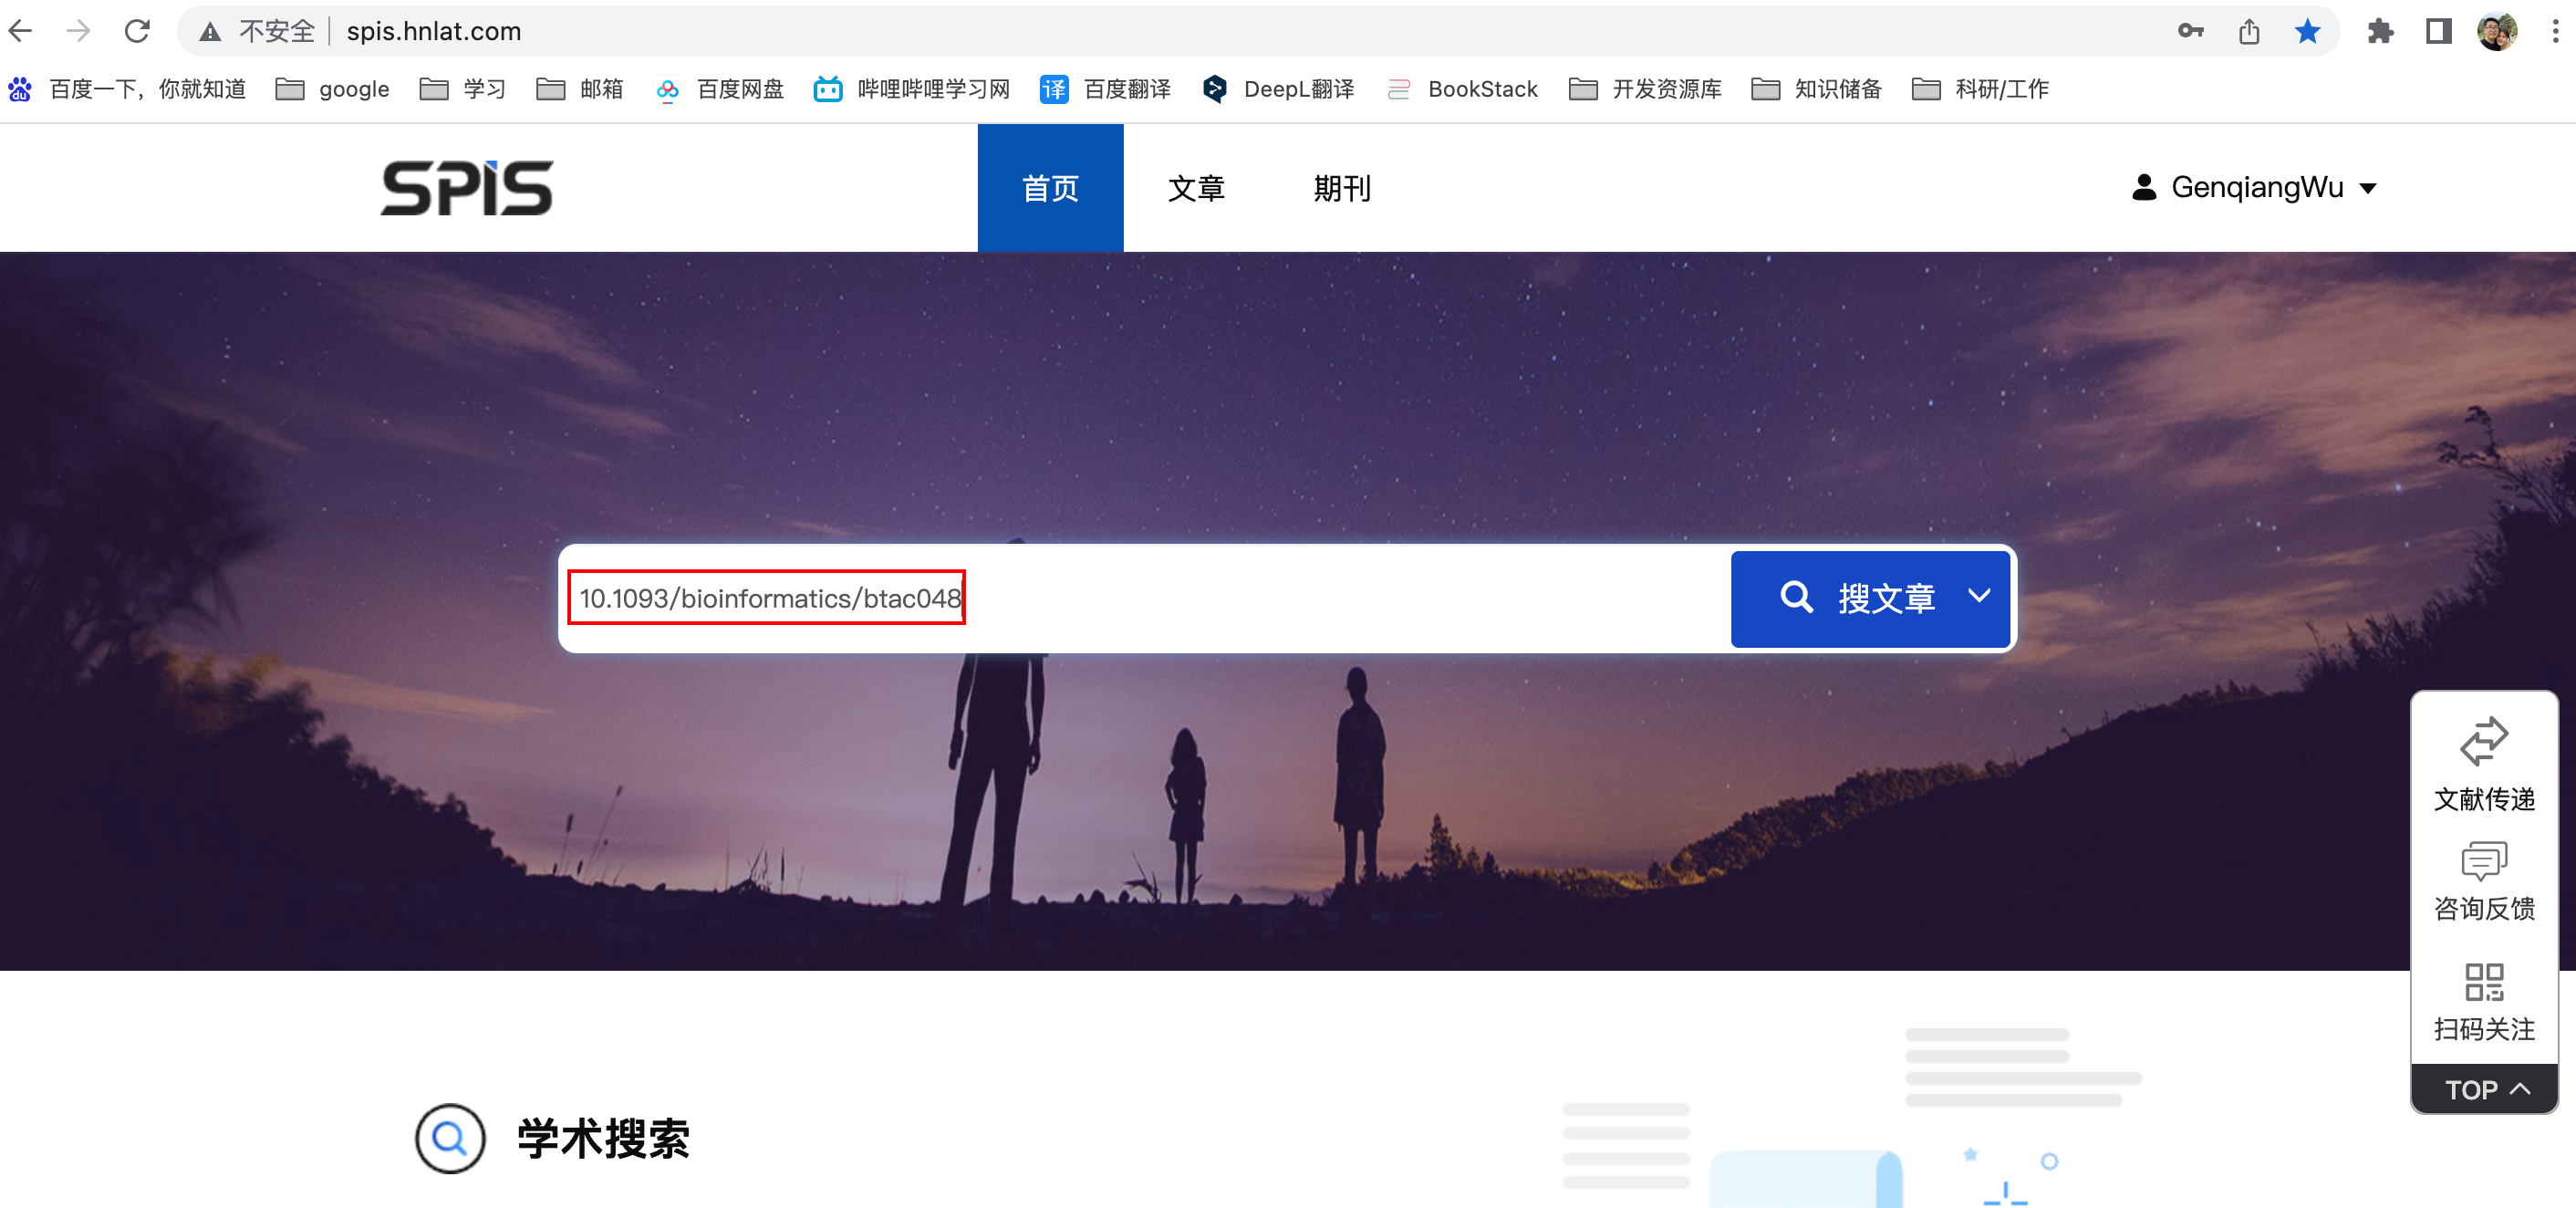 不安全 spis.hnlat.com
百度一下，你就知道 google 学习 邮箱 百度网盘 哔哩哔哩学习网 译 百度翻译 DeepL翻译 BookStack 开发资源库 知识储备 科研/工作
SPIS 首页 文章 期刊 GenqiangWu
10.1093/bioinformatics/btac048 搜文章
文献传递
咨询反馈
扫码关注
TOP
学术搜索